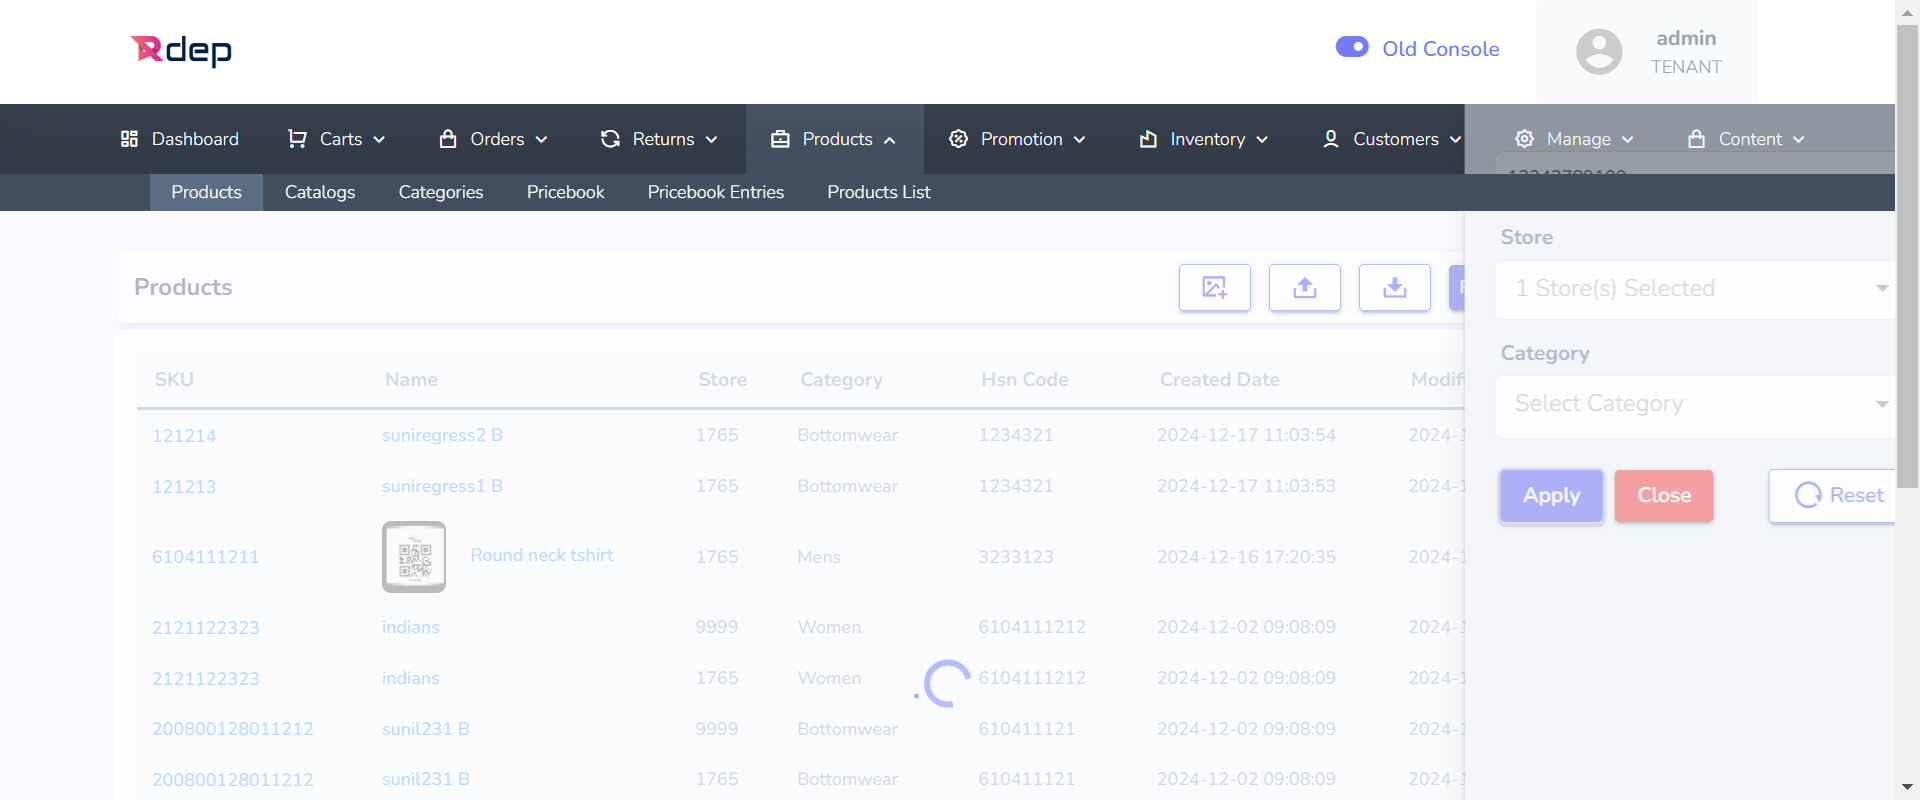 Rdep
Old Console
admin
TENANT
Dashboard
Carts
Orders
Returns
Products
Promotion
Inventory
Customers
Manage
Content
Products
Catalogs
Categories
Pricebook
Pricebook Entries
Products List
Store
1 Store(s) Selected
Category
Select Category
Apply
Close
Reset
Products
SKU Name Store Category Hsn Code Created Date Modif
121214 suniregress2 B 1765 Bottomwear 1234321 2024-12-17 11:03:54 2024-1
121213 suniregress1 B 1765 Bottomwear 1234321 2024-12-17 11:03:53 2024-1
6104111211 Round neck tshirt 1765 Mens 3233123 2024-12-16 17:20:35 2024-1
2121122323 indians 9999 Women 6104111212 2024-12-02 09:08:09 2024-1
2121122323 indians 1765 Women 6104111212 2024-12-02 09:08:09 2024-1
200800128011212 sunil231 B 9999 Bottomwear 610411121 2024-12-02 09:08:09 2024-1
200800128011212 sunil231 B 1765 Bottomwear 610411121 2024-12-02 09:08:09 2024-1